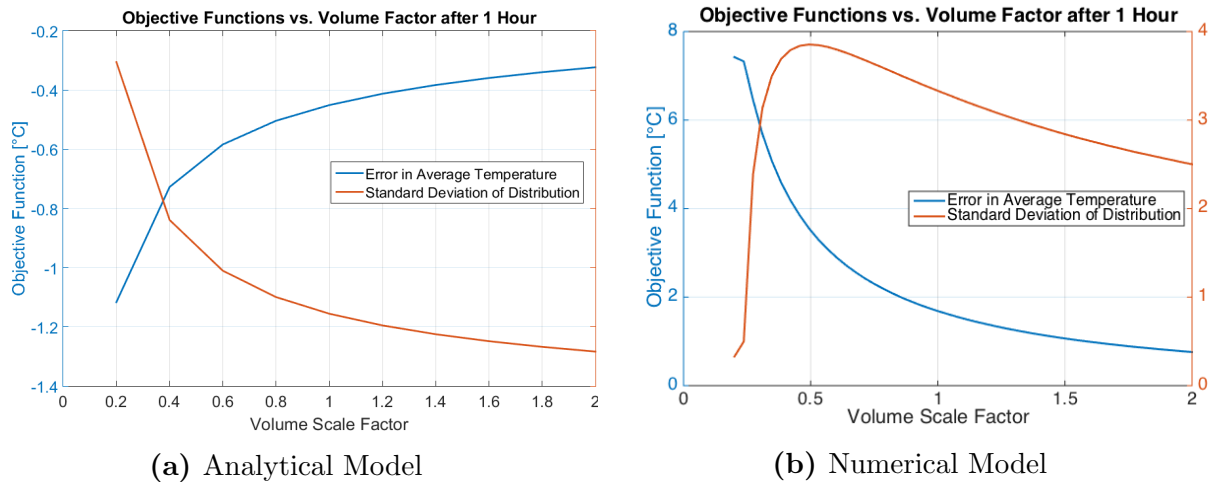 Objective Functions vs. Volume Factor after 1 Hour
Objective Function [°C]
-0.2
-0.4
-0.6
-0.8
-1
-1.2
-1.4
Error in Average Temperature
Standard Deviation of Distribution
0 0.2 0.4 0.6 0.8 1.0 1.2 1.4 1.6 1.8 2
Volume Scale Factor
(a) Analytical Model
Objective Functions vs. Volume Factor after 1 Hour
Objective Function [°C]
8
6
4
2
0
Error in Average Temperature
Standard Deviation of Distribution
4
3
2
1
0
0 0.5 1 1.5 2
Volume Scale Factor
(b) Numerical Model